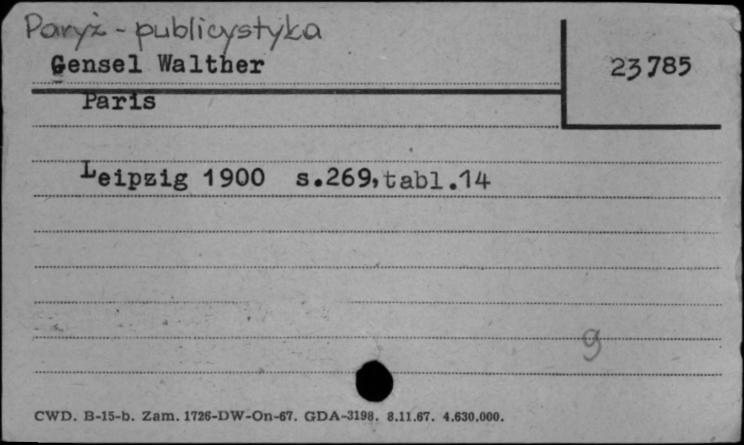 Paryż - publicystyka
Gensel Walther
23785
Paris
Leipzig 1900 s.269,tabl.14
g
CWD. B-15-b. Zam. 1726-DW-On-67. GDA-3198. 8.11.67. 4.630.000.